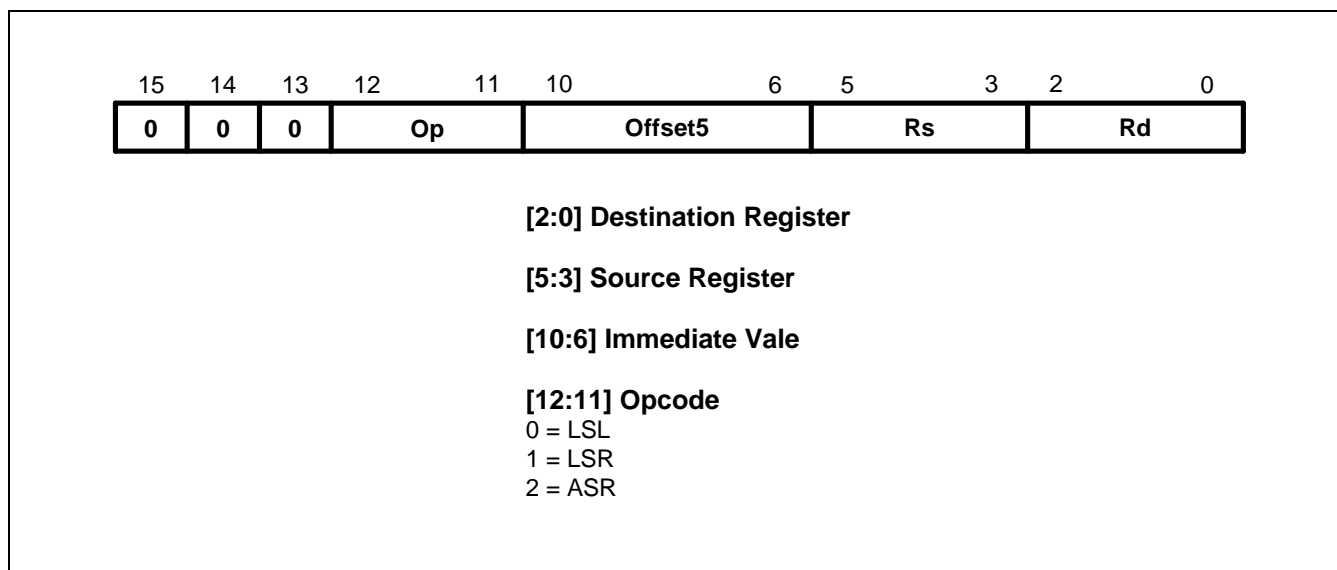 15 14 13 12 11 10 6 5 3 2 0
0 0 0 Op Offset5 Rs Rd
[2:0] Destination Register
[5:3] Source Register
[10:6] Immediate Vale
[12:11] Opcode
0 = LSL
1 = LSR
2 = ASR